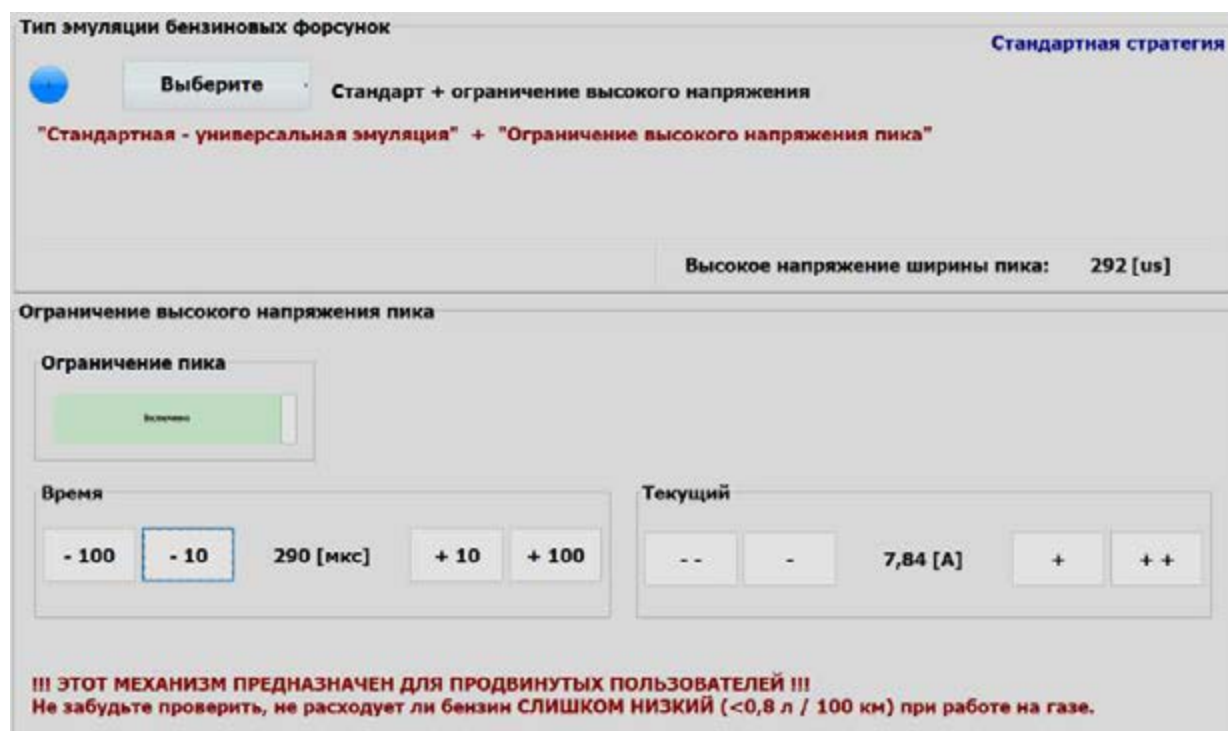 Тип эмуляции бензиновых форсунок
Стандартная стратегия
Выберите
Стандарт + ограничение высокого напряжения
"Стандартная - универсальная эмуляция" + "Ограничение высокого напряжения пика"
Высокое напряжение ширины пика: 292 [us]
Ограничение высокого напряжения пика
Ограничение пика
Включено
Время
Текущий
- 100 - 10 290 [мкс] + 10 + 100
- - - 7,84 [A] + + +
!!! ЭТОТ МЕХАНИЗМ ПРЕДНАЗНАЧЕН ДЛЯ ПРОДВИНУТЫХ ПОЛЬЗОВАТЕЛЕЙ !!!
Не забудьте проверить, не расходует ли бензин СЛИШКОМ НИЗКИЙ (<0,8 л / 100 км) при работе на газе.